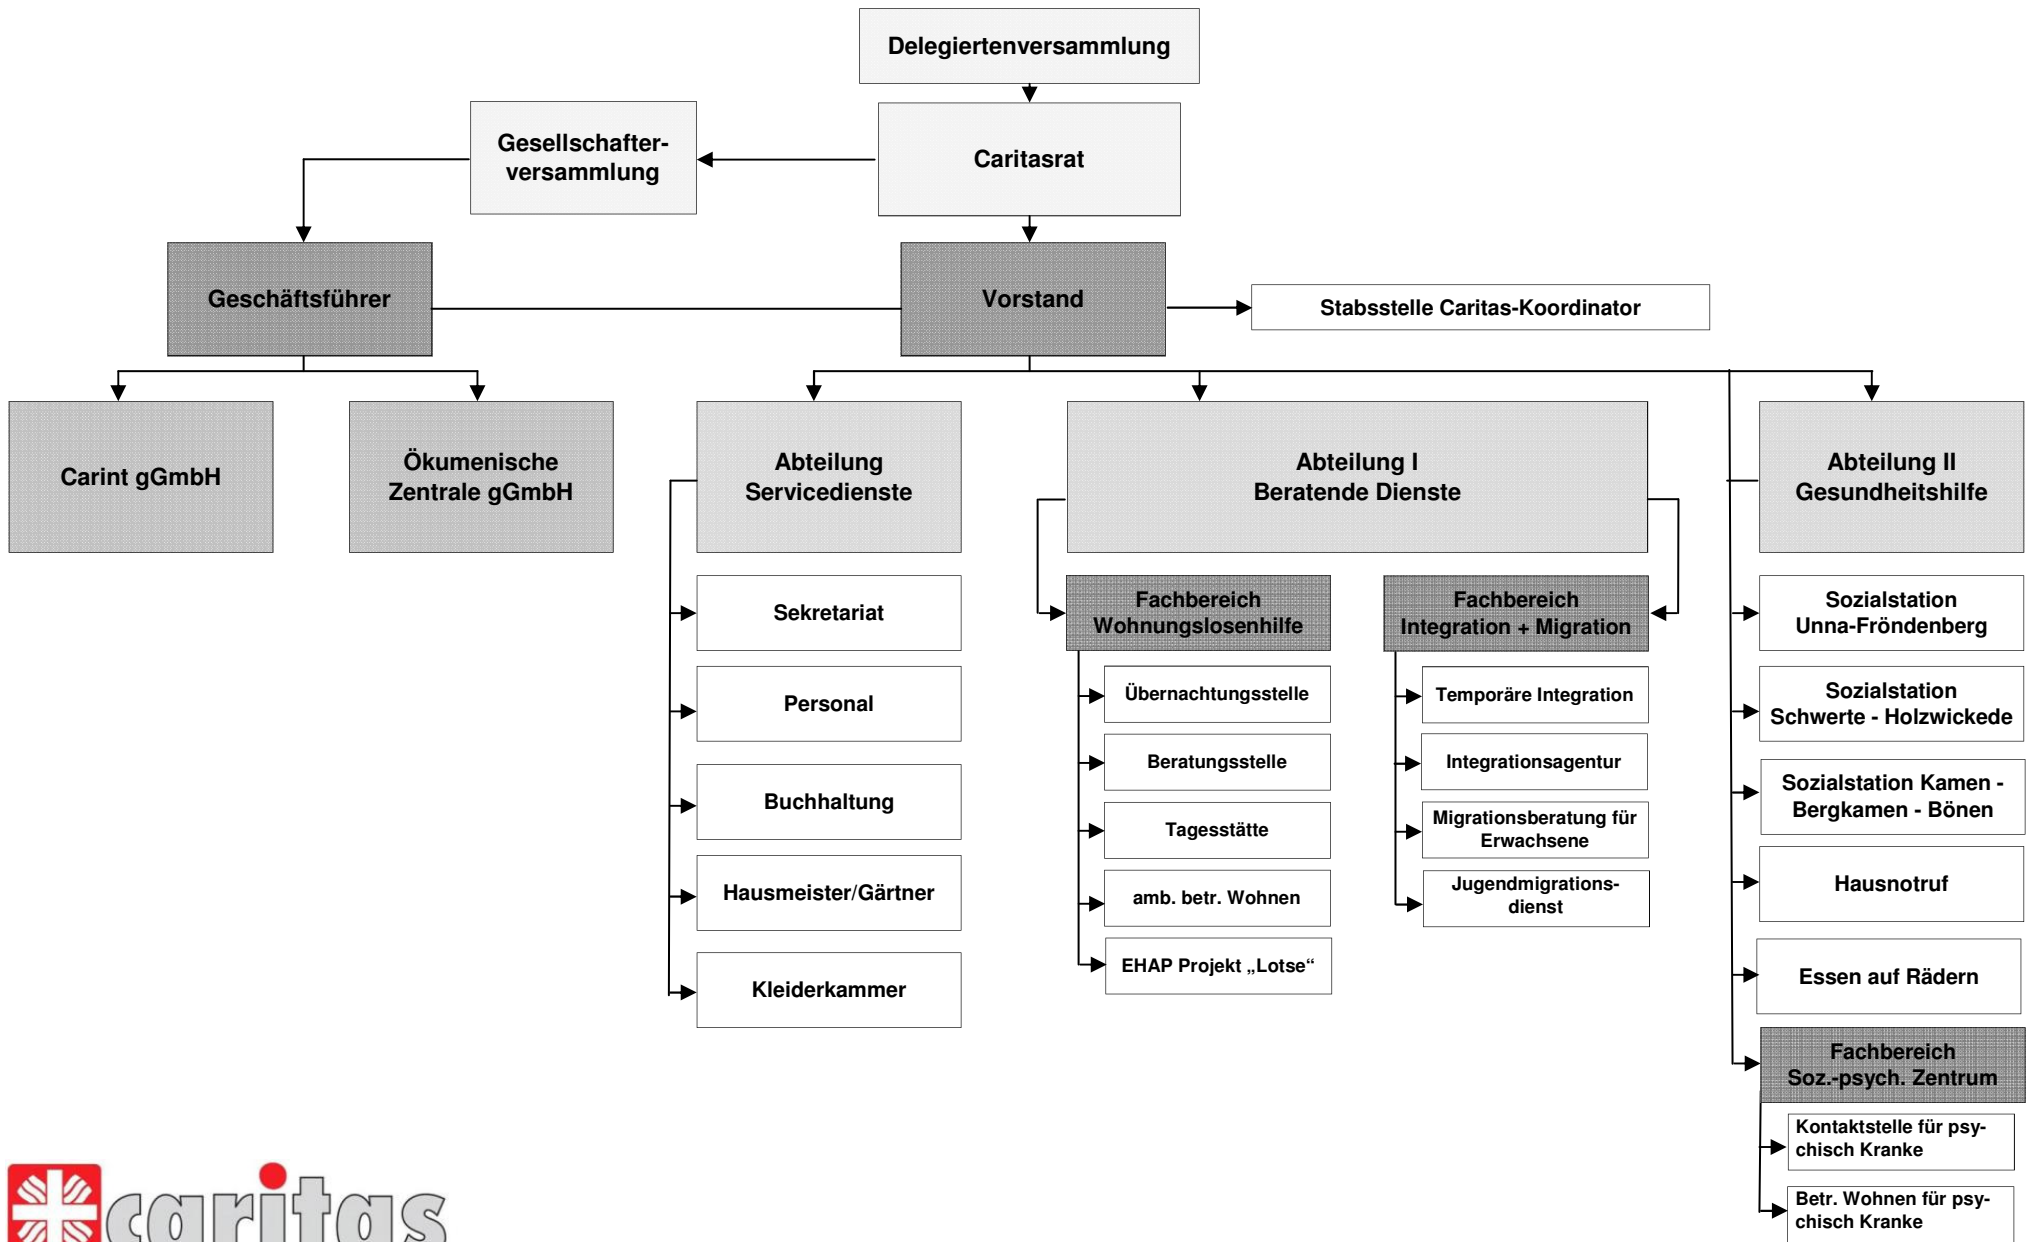 Delegiertenversammlung
Gesellschafter-
versammlung
Caritasrat
Geschäftsführer
Vorstand
Stabsstelle Caritas-Koordinator
Carint gGmbH
Ökumenische
Zentrale gGmbH
Abteilung
Servicedienste
Abteilung I
Beratende Dienste
Abteilung II
Gesundheitshilfe
Sekretariat
Personal
Buchhaltung
Hausmeister/Gärtner
Kleiderkammer
Fachbereich
Wohnungslosenhilfe
Übernachtungsstelle
Beratungsstelle
Tagesstätte
amb. betr. Wohnen
EHAP Projekt „Lotse“
Fachbereich
Integration + Migration
Temporäre Integration
Integrationsagentur
Migrationsberatung für
Erwachsene
Jugendmigrations-
dienst
Sozialstation
Unna-Fröndenberg
Sozialstation
Schwerte - Holzwickede
Sozialstation Kamen -
Bergkamen - Bönen
Hausnotruf
Essen auf Rädern
Fachbereich
Soz.-psych. Zentrum
Kontaktstelle für psy-
chisch Kranke
Betr. Wohnen für psy-
chisch Kranke
caritas